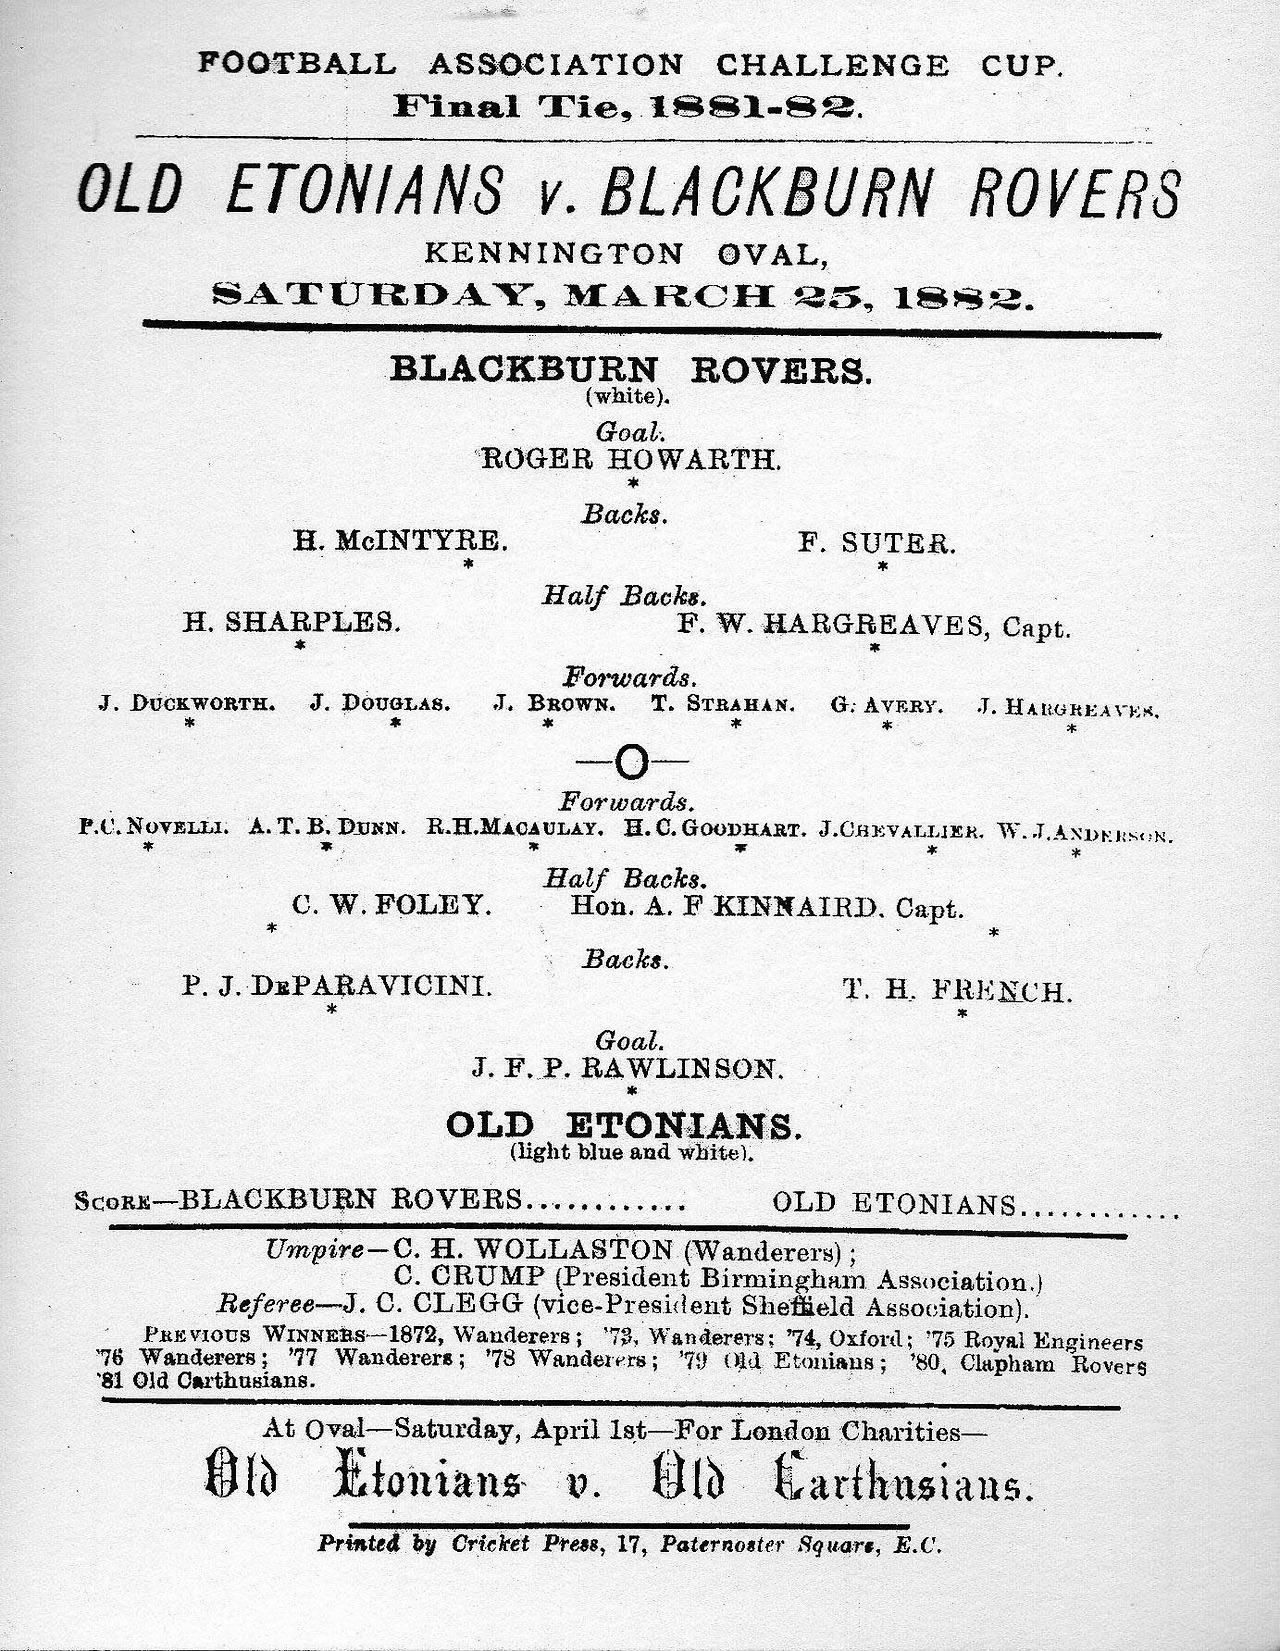 FOOTBALL ASSOCIATION CHALLENGE CUP.
Final Tie, 1881-82.
OLD ETONIANS v. BLACKBURN ROVERS
KENNINGTON OVAL,
SATURDAY, MARCH 25, 1882.
BLACKBURN ROVERS.
(white).
Goal.
ROGER HOWARTH.
*
Backs.
H. McINTYRE. F. SUTER.
* *
Half Backs.
H. SHARPLES. F. W. HARGREAVES, Capt.
* *
Forwards.
J. DUCKWORTH. J. DOUGLAS. J. BROWN. T. STRAHAN. G. AVERY. J. HARGREAVES.
* * * * * *
—O—
Forwards.
P.C. NOVELLI. A. T. B. DUNN. R.H.MACAULAY. H. C. GOODHART. J.CHEVALLIER. W. J.ANDERSON.
* * * * * *
Half Backs.
C. W. FOLEY. Hon. A. F KINNAIRD. Capt.
* *
Backs.
P. J. DEPARAVICINI. T. H. FRENCH.
* *
Goal.
J. F. P. RAWLINSON.
*
OLD ETONIANS.
(light blue and white).
SCORE—BLACKBURN ROVERS............ OLD ETONIANS............
Umpire—C. H. WOLLASTON (Wanderers) ;
C. CRUMP (President Birmingham Association.)
Referee—J. C. CLEGG (vice-President Sheffield Association).
PREVIOUS WINNERS—1872, Wanderers ; '73, Wanderers; '74, Oxford; '75 Royal Engineers
'76 Wanderers ; '77 Wanderers ; '78 Wanderers ; '79 Old Etonians ; '80, Clapham Rovers
'81 Old Carthusians.
At Oval—Saturday, April 1st—For London Charities—
Old Etonians v. Old Carthusians.
Printed by Cricket Press, 17, Paternoster Square, E.C.